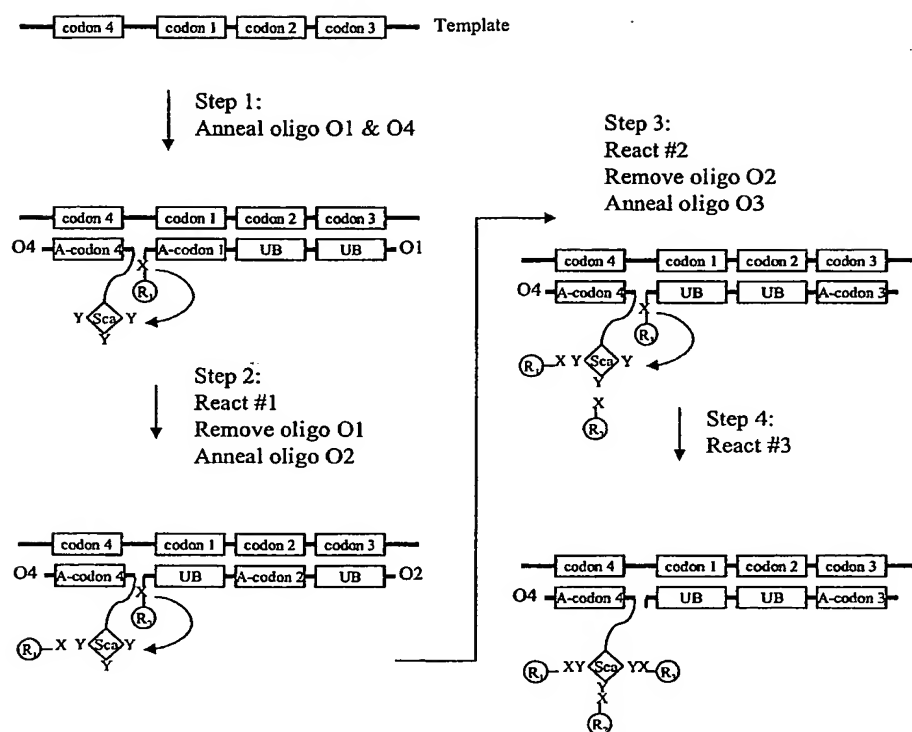 codon 4 codon 1 codon 2 codon 3 Template
Step 1:
Anneal oligo O1 & O4
codon 4 codon 1 codon 2 codon 3
O4 A-codon 4 A-codon 1 UB UB O1
X
R1
Y Sca Y
Y
Step 2:
React #1
Remove oligo O1
Anneal oligo O2
codon 4 codon 1 codon 2 codon 3
O4 A-codon 4 UB A-codon 2 UB O2
X
R2
R1 X Y Sca Y
Y
Step 3:
React #2
Remove oligo O2
Anneal oligo O3
codon 4 codon 1 codon 2 codon 3
O4 A-codon 4 UB UB A-codon 3
X
R3
R1 X Y Sca Y
Y
X
R2
Step 4:
React #3
codon 4 codon 1 codon 2 codon 3
O4 A-codon 4 UB UB A-codon 3
R1 XY Sca YX R3
Y
X
R2